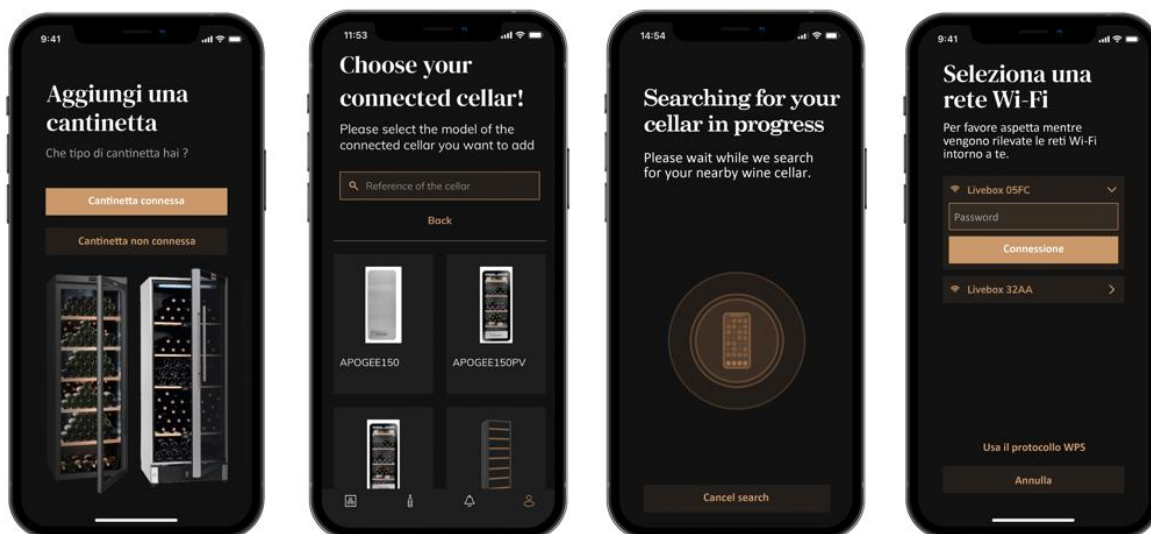 9:41
Aggiungi una
cantinetta
Che tipo di cantinetta hai ?
Cantinetta connessa
Cantinetta non connessa
11:53
Choose your
connected cellar!
Please select the model of the
connected cellar you want to add
Reference of the cellar
Back
APOGEE150
APOGEE150PV
14:54
Searching for your
cellar in progress
Please wait while we search
for your nearby wine cellar.
Cancel search
9:41
Seleziona una
rete Wi-Fi
Per favore aspetta mentre
vengono rilevate le reti Wi-Fi
intorno a te.
Livebox 05FC
Password
Connessione
Livebox 32AA
Usa il protocollo WPS
Annulla